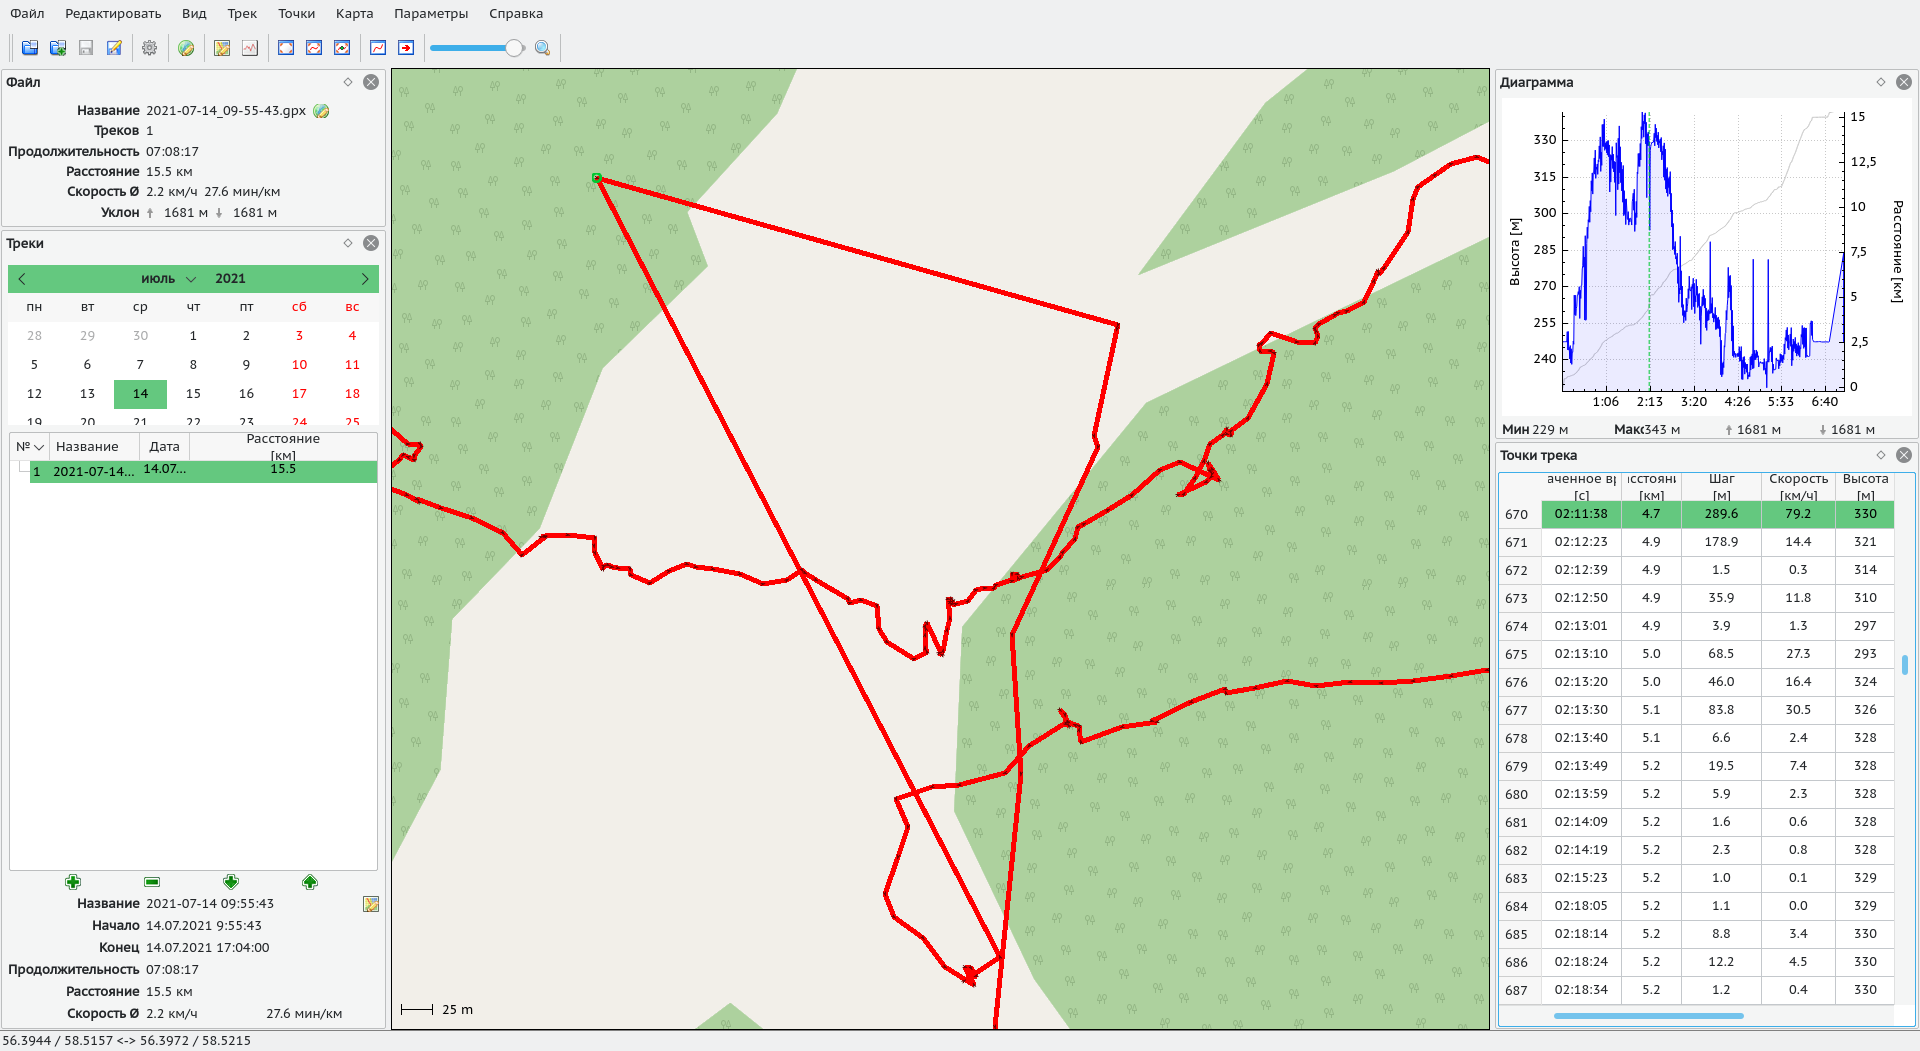 Файл Редактировать Вид Трек Точки Карта Параметры Справка
Файл
Название 2021-07-14_09-55-43.gpx
Треков 1
Продолжительность 07:08:17
Расстояние 15.5 км
Скорость Ø 2.2 км/ч 27.6 мин/км
Уклон 1681 м 1681 м
Треки
июль 2021
пн вт ср чт пт сб вс
28 29 30 1 2 3 4
5 6 7 8 9 10 11
12 13 14 15 16 17 18
19 20 21 22 23 24 25
№ Название Дата Расстояние [км]
1 2021-07-14... 14.07... 15.5
Название 2021-07-14 09:55:43
Начало 14.07.2021 9:55:43
Конец 14.07.2021 17:04:00
Продолжительность 07:08:17
Расстояние 15.5 км
Скорость Ø 2.2 км/ч 27.6 мин/км
25 m
Диаграмма
Высота [м]
330
315
300
285
270
255
240
15
12,5
10
7,5
5
2,5
0
Расстояние [км]
1:06 2:13 3:20 4:26 5:33 6:40
Мин 229 м Макс 343 м 1681 м 1681 м
Точки трека
аченное вр [с] асстояни [км] Шаг [м] Скорость [км/ч] Высота [м]
670 02:11:38 4.7 289.6 79.2 330
671 02:12:23 4.9 178.9 14.4 321
672 02:12:39 4.9 1.5 0.3 314
673 02:12:50 4.9 35.9 11.8 310
674 02:13:01 4.9 3.9 1.3 297
675 02:13:10 5.0 68.5 27.3 293
676 02:13:20 5.0 46.0 16.4 324
677 02:13:30 5.1 83.8 30.5 326
678 02:13:40 5.1 6.6 2.4 328
679 02:13:49 5.2 19.5 7.4 328
680 02:13:59 5.2 5.9 2.3 328
681 02:14:09 5.2 1.6 0.6 328
682 02:14:19 5.2 2.3 0.8 328
683 02:15:23 5.2 1.0 0.1 329
684 02:18:05 5.2 1.1 0.0 329
685 02:18:14 5.2 8.8 3.4 330
686 02:18:24 5.2 12.2 4.5 330
687 02:18:34 5.2 1.2 0.4 330
56.3944 / 58.5157 <-> 56.3972 / 58.5215